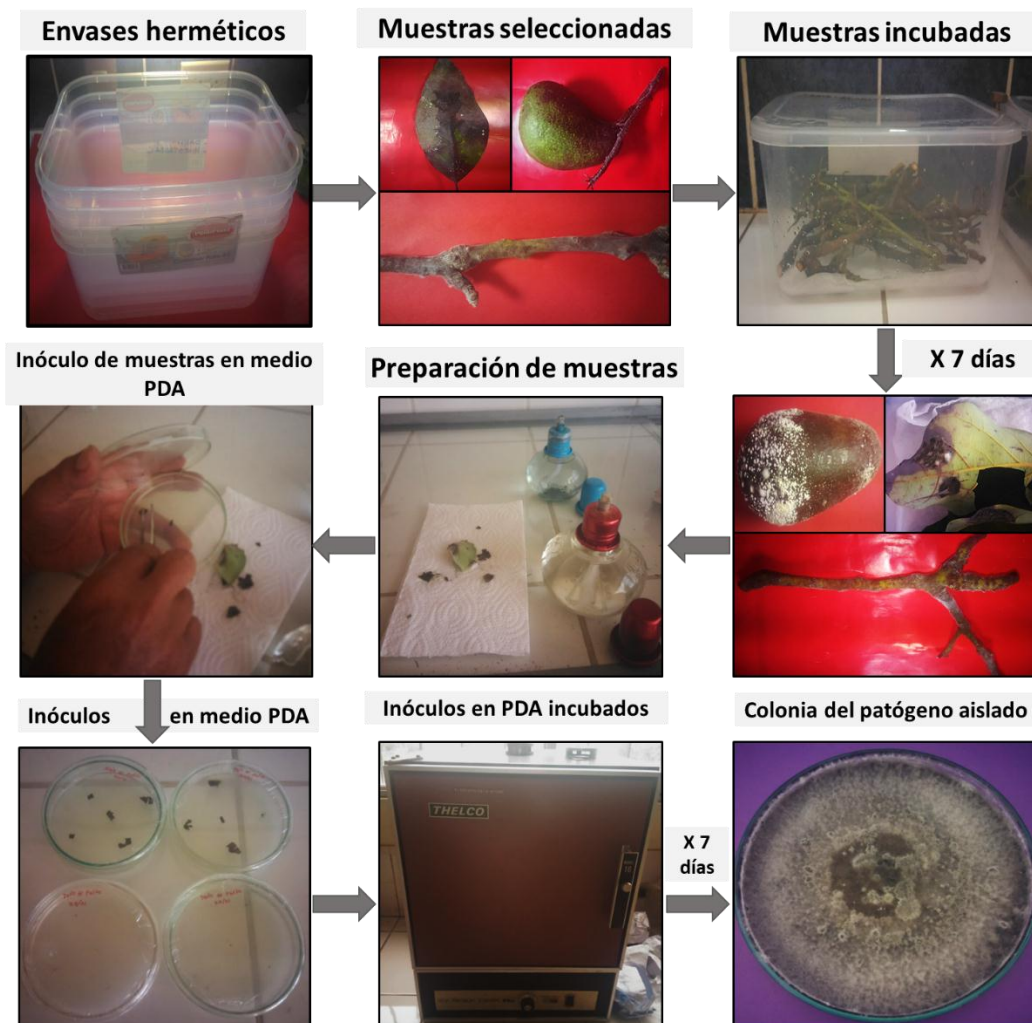 Envases herméticos
Muestras seleccionadas
Muestras incubadas
X 7 días
Inóculo de muestras en medio
PDA
Preparación de muestras
Inóculos en medio PDA
Inóculos en PDA incubados
Colonia del patógeno aislado
THELCO
X 7
días